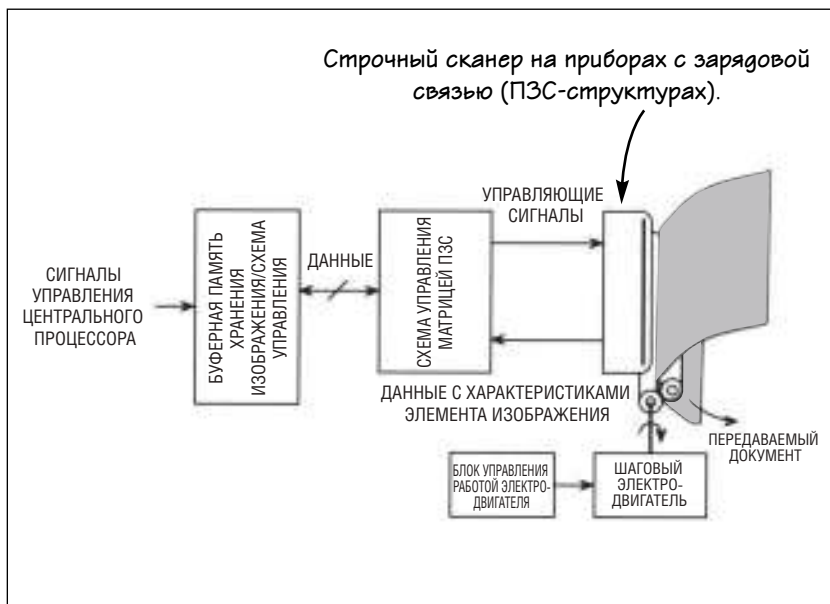 Строчный сканер на приборах с зарядовой
связью (ПЗС-структурах).
УПРАВЛЯЮЩИЕ
СИГНАЛЫ
СИГНАЛЫ
УПРАВЛЕНИЯ
ЦЕНТРАЛЬНОГО
ПРОЦЕССОРА
БУФЕРНАЯ ПАМЯТЬ
ХРАНЕНИЯ
ИЗОБРАЖЕНИЯ/СХЕМА
УПРАВЛЕНИЯ
ДАННЫЕ
СХЕМА УПРАВЛЕНИЯ
МАТРИЦЕЙ ПЗС
ДАННЫЕ С ХАРАКТЕРИСТИКАМИ
ЭЛЕМЕНТА ИЗОБРАЖЕНИЯ
ПЕРЕДАВАЕМЫЙ
ДОКУМЕНТ
БЛОК УПРАВЛЕНИЯ
РАБОТОЙ ЭЛЕКТРО-
ДВИГАТЕЛЯ
ШАГОВЫЙ
ЭЛЕКТРО-
ДВИГАТЕЛЬ